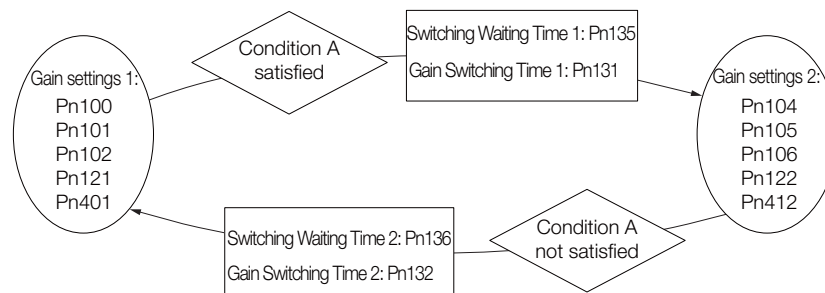 Condition A
satisfied
Switching Waiting Time 1: Pn135
Gain Switching Time 1: Pn131
Gain settings 1:
Pn100
Pn101
Pn102
Pn121
Pn401
Gain settings 2:
Pn104
Pn105
Pn106
Pn122
Pn412
Switching Waiting Time 2: Pn136
Gain Switching Time 2: Pn132
Condition A
not satisfied